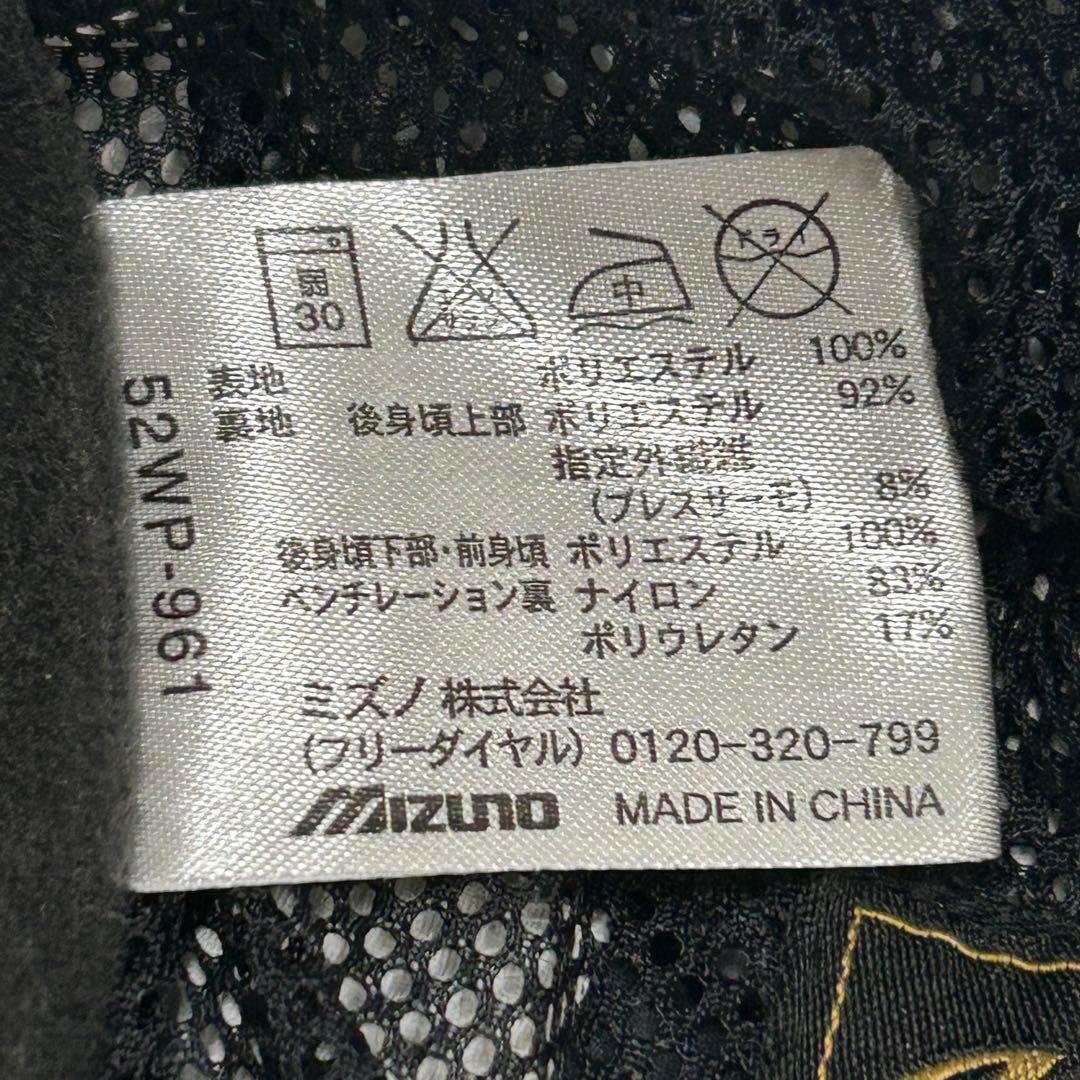 弱 30
中
ドライ
表地 ポリエステル 100%
裏地 後身頃上部 ポリエステル 92%
指定外繊維
(ブレスサーモ) 8%
後身頃下部・前身頃 ポリエステル 100%
ベンチレーション裏 ナイロン 83%
ポリウレタン 17%
ミズノ 株式会社
(フリーダイヤル) 0120-320-799
MIZUNO MADE IN CHINA
52WP-961